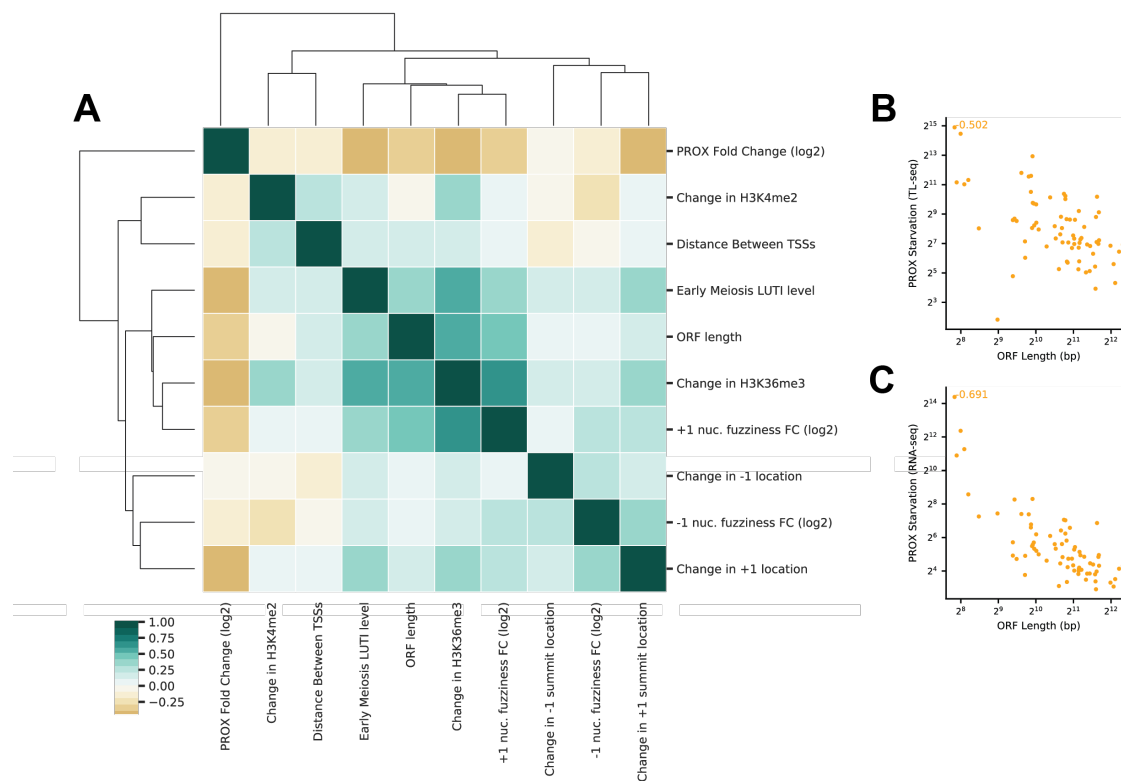 A
PROX Fold Change (log2)
Change in H3K4me2
Distance Between TSSs
Early Meiosis LUTI level
ORF length
Change in H3K36me3
+1 nuc. fuzziness FC (log2)
Change in -1 location
-1 nuc. fuzziness FC (log2)
Change in +1 location
1.00
0.75
0.50
0.25
0.00
−0.25
PROX Fold Change (log2)
Change in H3K4me2
Distance Between TSSs
Early Meiosis LUTI level
ORF length
Change in H3K36me3
+1 nuc. fuzziness FC (log2)
Change in -1 summit location
-1 nuc. fuzziness FC (log2)
Change in +1 summit location
B
-0.502
PROX Starvation (TL-seq)
2^15
2^13
2^11
2^9
2^7
2^5
2^3
2^8 2^9 2^10 2^11 2^12
ORF Length (bp)
C
-0.691
PROX Starvation (RNA-seq)
2^14
2^12
2^10
2^8
2^6
2^4
2^8 2^9 2^10 2^11 2^12
ORF Length (bp)